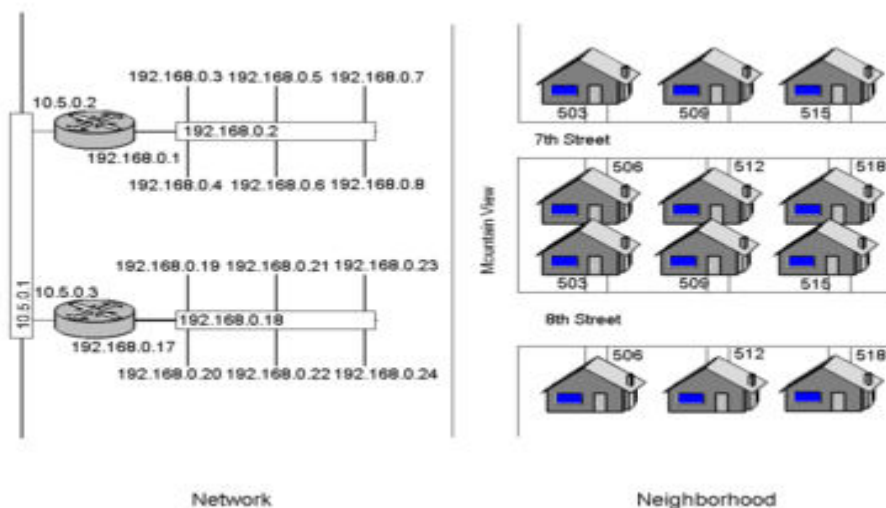 192.168.0.3 192.168.0.5 192.168.0.7
10.5.0.2
192.168.0.2
192.168.0.1
192.168.0.4 192.168.0.6 192.168.0.8
10.5.0.1
192.168.0.19 192.168.0.21 192.168.0.23
10.5.0.3
192.168.0.18
192.168.0.17
192.168.0.20 192.168.0.22 192.168.0.24
Network
503 509 515
7th Street
506 512 518
Mountain View
503 509 515
8th Street
506 512 518
Neighborhood